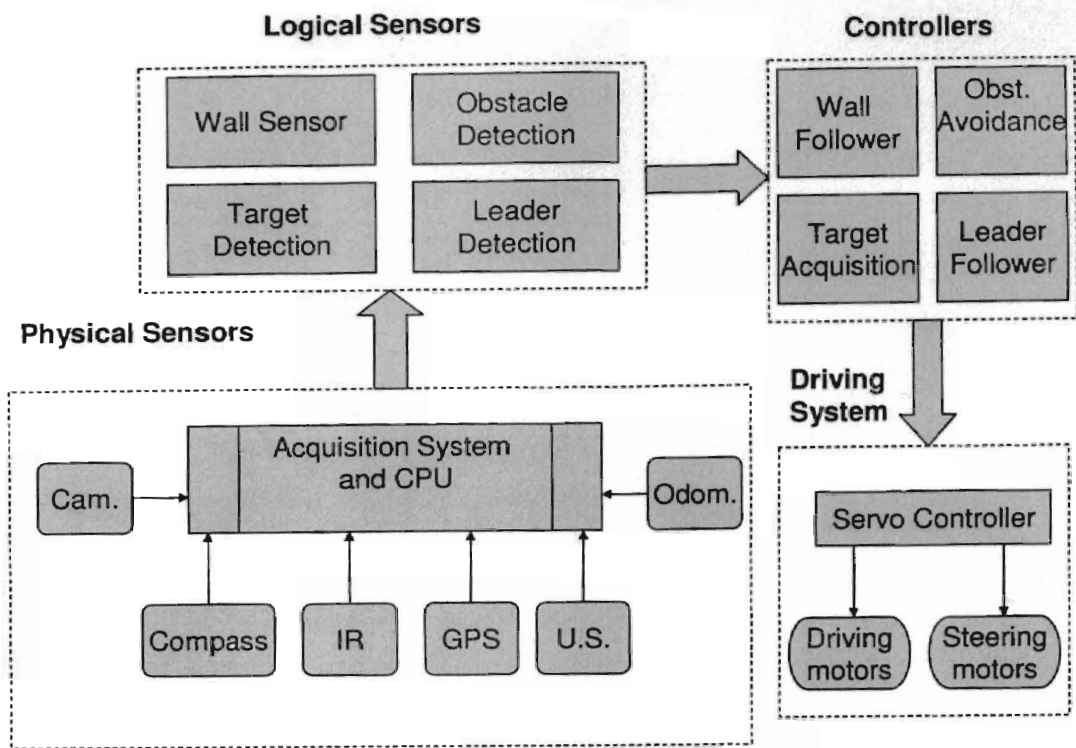 Logical Sensors
Controllers
Wall Sensor
Obstacle
Detection
Target
Detection
Leader
Detection
Wall
Follower
Obst.
Avoidance
Target
Acquisition
Leader
Follower
Physical Sensors
Driving
System
Acquisition System
and CPU
Cam.
Odom.
Compass
IR
GPS
U.S.
Servo Controller
Driving
motors
Steering
motors